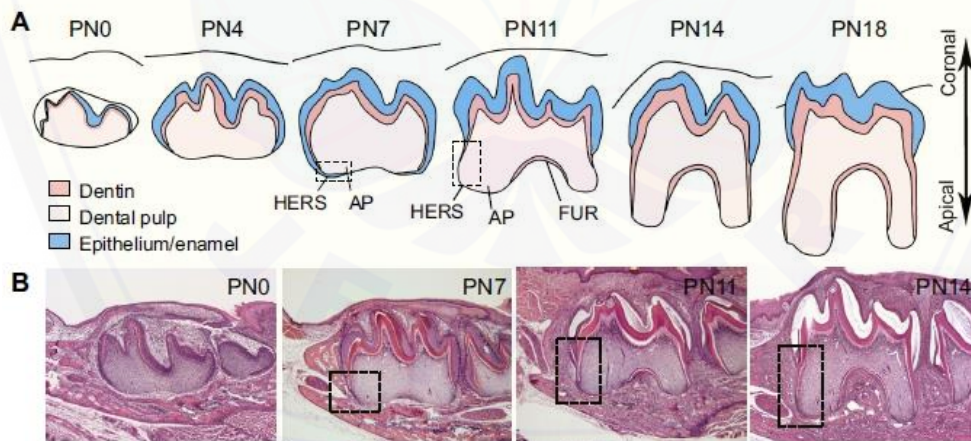 A
PN0 PN4 PN7 PN11 PN14 PN18
Coronal
Apical
HERS AP
HERS AP FUR
Dentin
Dental pulp
Epithelium/enamel
B
PN0 PN7 PN11 PN14